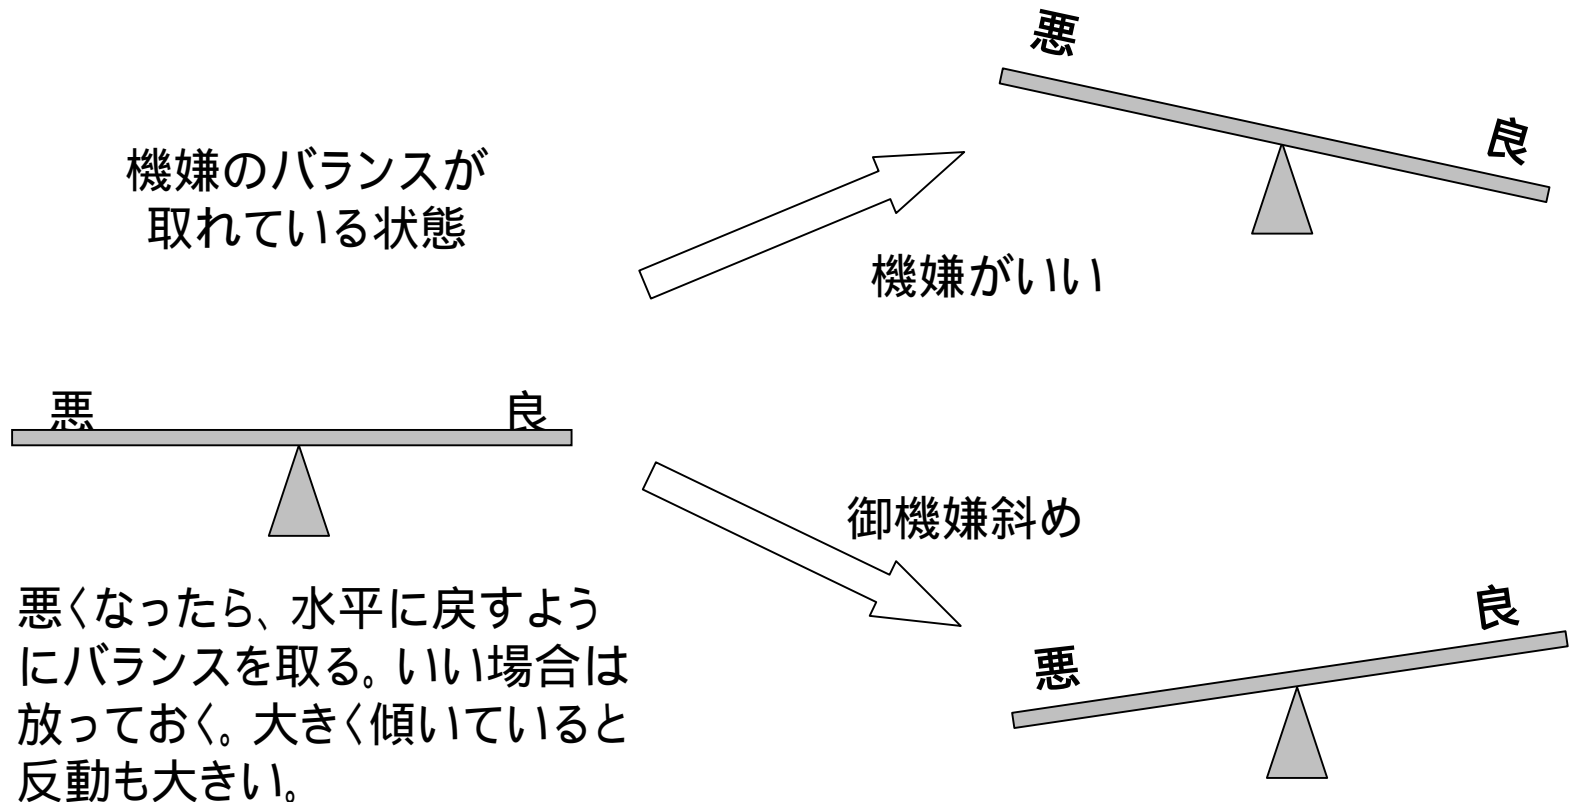 機嫌のバランスが
取れている状態
悪
良
機嫌がいい
悪 良
御機嫌斜め
良
悪
悪くなったら、水平に戻すよう
にバランスを取る。いい場合は
放っておく。大きく傾いていると
反動も大きい。